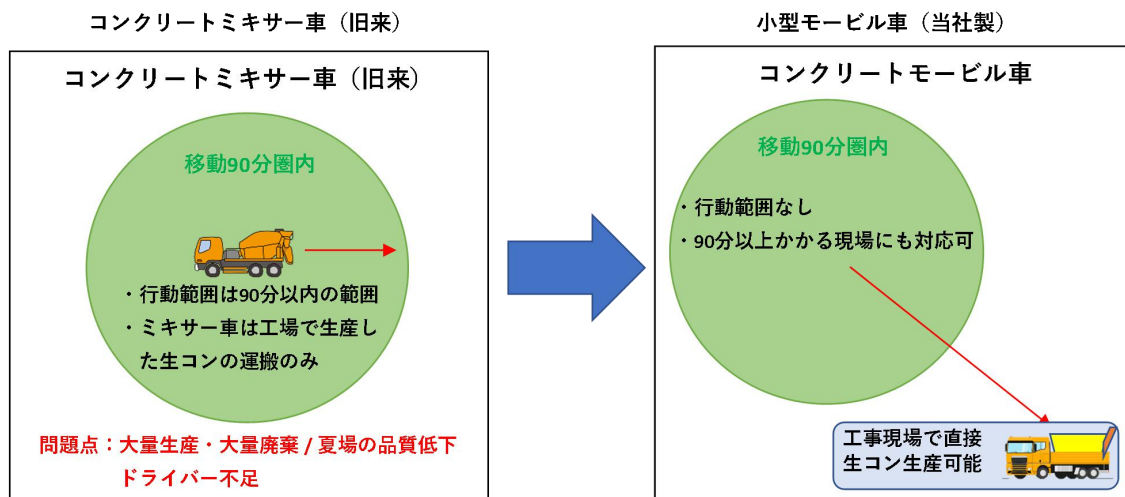 コンクリートミキサー車（旧来）
コンクリートミキサー車（旧来）
移動90分圏内
・行動範囲は90分以内の範囲
・ミキサー車は工場で生産し
た生コンの運搬のみ
問題点：大量生産・大量廃棄 / 夏場の品質低下
ドライバー不足
小型モービル車（当社製）
コンクリートモービル車
移動90分圏内
・行動範囲なし
・90分以上かかる現場にも対応可
工事現場で直接
生コン生産可能